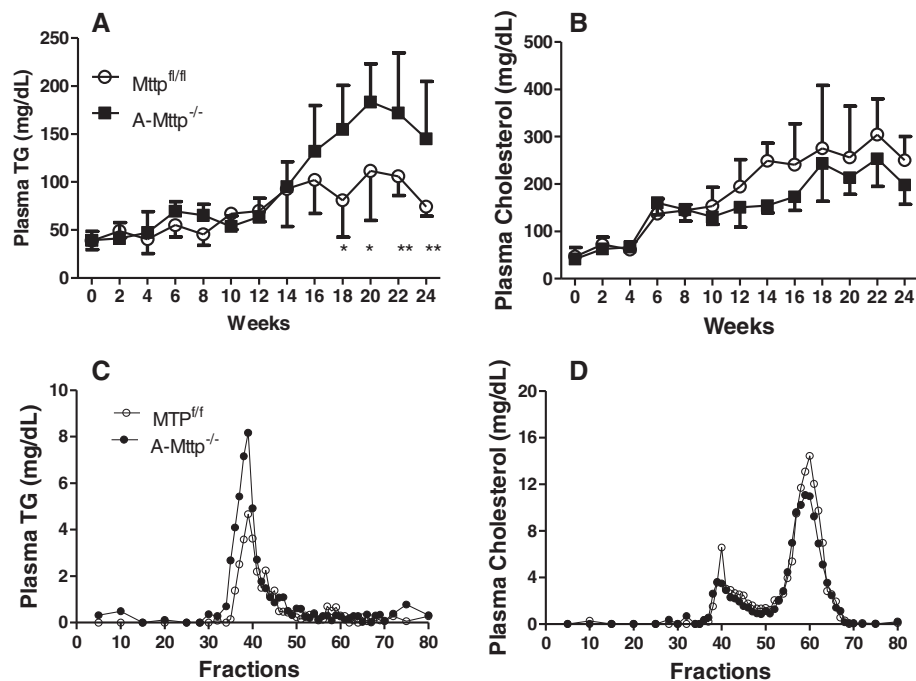 A
Plasma TG (mg/dL)
250
200
150
100
50
0
Mttp^fl/fl
A-Mttp^-/-
* * ** **
0 2 4 6 8 10 12 14 16 18 20 22 24
Weeks
B
Plasma Cholesterol (mg/dL)
500
400
300
200
100
0
0 2 4 6 8 10 12 14 16 18 20 22 24
Weeks
C
Plasma TG (mg/dL)
10
8
6
4
2
0
MTP^f/f
A-Mttp^-/-
0 10 20 30 40 50 60 70 80
Fractions
D
Plasma Cholesterol (mg/dL)
20
16
12
8
4
0
0 10 20 30 40 50 60 70 80
Fractions